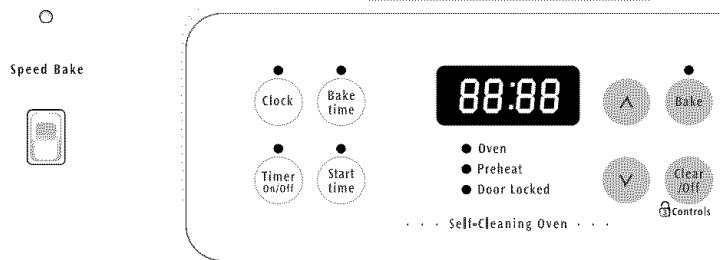 Speed Bake
Clock
Bake
time
88:88
∧
Bake
Timer
On/Off
Start
time
Oven
Preheat
Door Locked
∨
Clear
/Off
3 Controls
· · · Self-Cleaning Oven · · ·